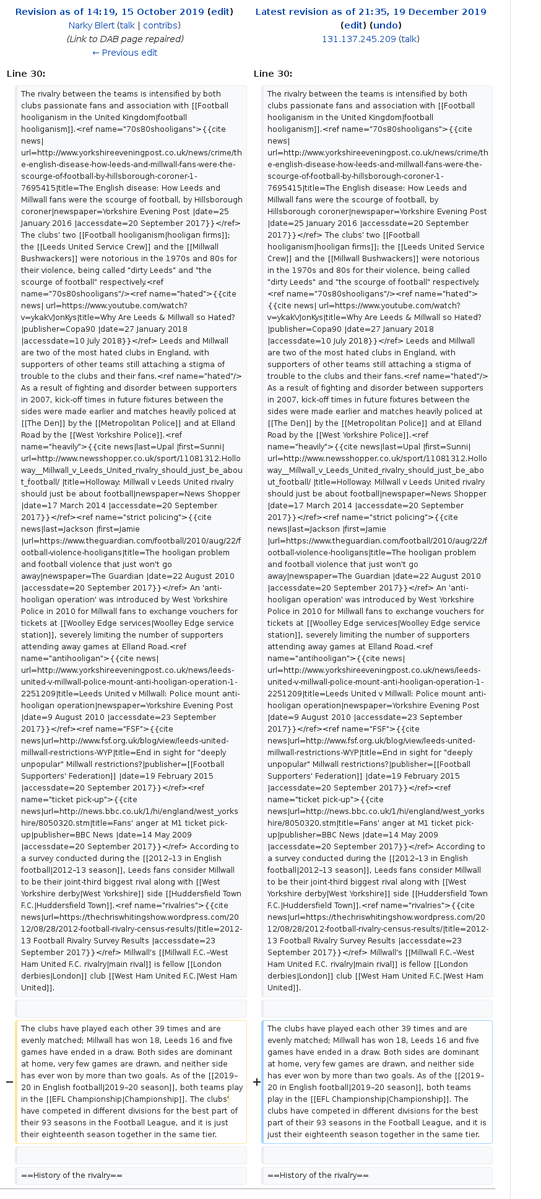 Revision as of 14:19, 15 October 2019 (edit)
Narky Blert (talk | contribs)
(Link to DAB page repaired)
← Previous edit
Line 30:
The rivalry between the teams is intensified by both
clubs passionate fans and association with [[Football
hooliganism in the United Kingdom|football
hooliganism]].<ref name="70s80shooligans">{{cite
news|
url=http://www.yorkshireeveningpost.co.uk/news/crime/th
e-english-disease-how-leeds-and-millwall-fans-were-the-
scourge-of-football-by-hillsborough-coroner-1-
7695415|title=The English disease: How Leeds and
Millwall fans were the scourge of football, by Hillsborough
coroner|newspaper=Yorkshire Evening Post |date=25
January 2016 |accessdate=20 September 2017}}</ref>
The clubs' two [[Football hooliganism|hooligan firms]];
the [[Leeds United Service Crew]] and the [[Millwall
Bushwackers]] were notorious in the 1970s and 80s for
their violence, being called "dirty Leeds" and "the
scourge of football" respectively.<ref
name="70s80shooligans"/><ref name="hated">{{cite
news| url=https://www.youtube.com/watch?
v=ykakVJonKjs|title=Why Are Leeds & Millwall so Hated?
|publisher=Copa90 |date=27 January 2018
|accessdate=10 July 2018}}</ref> Leeds and Millwall
are two of the most hated clubs in England, with
supporters of other teams still attaching a stigma of
trouble to the clubs and their fans.<ref name="hated"/>
As a result of fighting and disorder between supporters
in 2007, kick-off times in future fixtures between the
sides were made earlier and matches heavily policed at
[[The Den]] by the [[Metropolitan Police]] and at Elland
Road by the [[West Yorkshire Police]].<ref
name="heavily">{{cite news|last=Upal |first=Sunni|
url=http://www.newsshopper.co.uk/sport/11081312.Hollo
way__Millwall_v_Leeds_United_rivalry_should_just_be_abou
t_football/ |title=Holloway: Millwall v Leeds United rivalry
should just be about football|newspaper=News Shopper
|date=17 March 2014 |accessdate=20 September
2017}}</ref><ref name="strict policing">{{cite
news|last=Jackson |first=Jamie
|url=https://www.theguardian.com/football/2010/aug/22/f
ootball-violence-hooligans|title=The hooligan problem
and football violence that just won't go
away|newspaper=The Guardian |date=22 August 2010
|accessdate=20 September 2017}}</ref> An 'anti-
hooligan operation' was introduced by West Yorkshire
Police in 2010 for Millwall fans to exchange vouchers for
tickets at [[Woolley Edge services|Woolley Edge service
station]], severely limiting the number of supporters
attending away games at Elland Road.<ref
name="antihooligan">{{cite news|
url=http://www.yorkshireeveningpost.co.uk/news/leeds-
united-v-millwall-police-mount-anti-hooligan-operation-1-
2251209|title=Leeds United v Millwall: Police mount anti-
hooligan operation|newspaper=Yorkshire Evening Post
|date=9 August 2010 |accessdate=23 September
2017}}</ref><ref name="FSF">{{cite
news|url=http://www.fsf.org.uk/blog/view/leeds-united-
millwall-restrictions-WYP|title=End in sight for "deeply
unpopular" Millwall restrictions?|publisher=[[Football
Supporters' Federation]] |date=19 February 2015
|accessdate=20 September 2017}}</ref><ref
name="ticket pick-up">{{cite
news|url=http://news.bbc.co.uk/1/hi/england/west_yorks
hire/8050320.stm|title=Fans' anger at M1 ticket pick-
up|publisher=BBC News |date=14 May 2009
|accessdate=20 September 2017}}</ref> According to
a survey conducted during the [[2012–13 in English
football|2012–13 season]], Leeds fans consider Millwall
to be their joint-third biggest rival along with [[West
Yorkshire derby|West Yorkshire]] side [[Huddersfield Town
F.C.|Huddersfield Town]].<ref name="rivalries">{{cite
news|url=https://thechriswhitingshow.wordpress.com/20
12/08/28/2012-football-rivalry-census-results/|title=2012-
13 Football Rivalry Survey Results |accessdate=23
September 2017}}</ref> Millwall's [[Millwall F.C.–West
Ham United F.C. rivalry|main rival]] is fellow [[London
derbies|London]] club [[West Ham United F.C.|West Ham
United]].
−
The clubs have played each other 39 times and are
evenly matched; Millwall has won 18, Leeds 16 and five
games have ended in a draw. Both sides are dominant
at home, very few games are drawn, and neither side
has ever won by more than two goals. As of the [[2019–
20 in English football|2019–20 season]], both teams play
in the [[EFL Championship|Championship]]. The clubs'
have competed in different divisions for the best part of
their 93 seasons in the Football League, and it is just
their eighteenth season together in the same tier.
==History of the rivalry==
Latest revision as of 21:35, 19 December 2019
(edit) (undo)
131.137.245.209 (talk)
Line 30:
The rivalry between the teams is intensified by both
clubs passionate fans and association with [[Football
hooliganism in the United Kingdom|football
hooliganism]].<ref name="70s80shooligans">{{cite
news|
url=http://www.yorkshireeveningpost.co.uk/news/crime/th
e-english-disease-how-leeds-and-millwall-fans-were-the-
scourge-of-football-by-hillsborough-coroner-1-
7695415|title=The English disease: How Leeds and
Millwall fans were the scourge of football, by
Hillsborough coroner|newspaper=Yorkshire Evening Post
|date=25 January 2016 |accessdate=20 September
2017}}</ref> The clubs' two [[Football
hooliganism|hooligan firms]]; the [[Leeds United Service
Crew]] and the [[Millwall Bushwackers]] were notorious
in the 1970s and 80s for their violence, being called
"dirty Leeds" and "the scourge of football" respectively.
<ref name="70s80shooligans"/><ref name="hated">
{{cite news| url=https://www.youtube.com/watch?
v=ykakVJonKjs|title=Why Are Leeds & Millwall so Hated?
|publisher=Copa90 |date=27 January 2018
|accessdate=10 July 2018}}</ref> Leeds and Millwall
are two of the most hated clubs in England, with
supporters of other teams still attaching a stigma of
trouble to the clubs and their fans.<ref name="hated"/>
As a result of fighting and disorder between supporters
in 2007, kick-off times in future fixtures between the
sides were made earlier and matches heavily policed at
[[The Den]] by the [[Metropolitan Police]] and at Elland
Road by the [[West Yorkshire Police]].<ref
name="heavily">{{cite news|last=Upal |first=Sunni|
url=http://www.newsshopper.co.uk/sport/11081312.Hollo
way__Millwall_v_Leeds_United_rivalry_should_just_be_abo
ut_football/ |title=Holloway: Millwall v Leeds United rivalry
should just be about football|newspaper=News Shopper
|date=17 March 2014 |accessdate=20 September
2017}}</ref><ref name="strict policing">{{cite
news|last=Jackson |first=Jamie
|url=https://www.theguardian.com/football/2010/aug/22/f
ootball-violence-hooligans|title=The hooligan problem
and football violence that just won't go
away|newspaper=The Guardian |date=22 August 2010
|accessdate=20 September 2017}}</ref> An 'anti-
hooligan operation' was introduced by West Yorkshire
Police in 2010 for Millwall fans to exchange vouchers for
tickets at [[Woolley Edge services|Woolley Edge service
station]], severely limiting the number of supporters
attending away games at Elland Road.<ref
name="antihooligan">{{cite news|
url=http://www.yorkshireeveningpost.co.uk/news/leeds-
united-v-millwall-police-mount-anti-hooligan-operation-1-
2251209|title=Leeds United v Millwall: Police mount anti-
hooligan operation|newspaper=Yorkshire Evening Post
|date=9 August 2010 |accessdate=23 September
2017}}</ref><ref name="FSF">{{cite
news|url=http://www.fsf.org.uk/blog/view/leeds-united-
millwall-restrictions-WYP|title=End in sight for "deeply
unpopular" Millwall restrictions?|publisher=[[Football
Supporters' Federation]] |date=19 February 2015
|accessdate=20 September 2017}}</ref><ref
name="ticket pick-up">{{cite
news|url=http://news.bbc.co.uk/1/hi/england/west_yorks
hire/8050320.stm|title=Fans' anger at M1 ticket pick-
up|publisher=BBC News |date=14 May 2009
|accessdate=20 September 2017}}</ref> According to
a survey conducted during the [[2012–13 in English
football|2012–13 season]], Leeds fans consider Millwall
to be their joint-third biggest rival along with [[West
Yorkshire derby|West Yorkshire]] side [[Huddersfield Town
F.C.|Huddersfield Town]].<ref name="rivalries">{{cite
news|url=https://thechriswhitingshow.wordpress.com/20
12/08/28/2012-football-rivalry-census-results/|title=2012-
13 Football Rivalry Survey Results |accessdate=23
September 2017}}</ref> Millwall's [[Millwall F.C.–West
Ham United F.C. rivalry|main rival]] is fellow [[London
derbies|London]] club [[West Ham United F.C.|West Ham
United]].
+
The clubs have played each other 39 times and are
evenly matched; Millwall has won 18, Leeds 16 and five
games have ended in a draw. Both sides are dominant
at home, very few games are drawn, and neither side
has ever won by more than two goals. As of the [[2019–
20 in English football|2019–20 season]], both teams
play in the [[EFL Championship|Championship]]. The
clubs have competed in different divisions for the best
part of their 93 seasons in the Football League, and it is
just their eighteenth season together in the same tier.
==History of the rivalry==